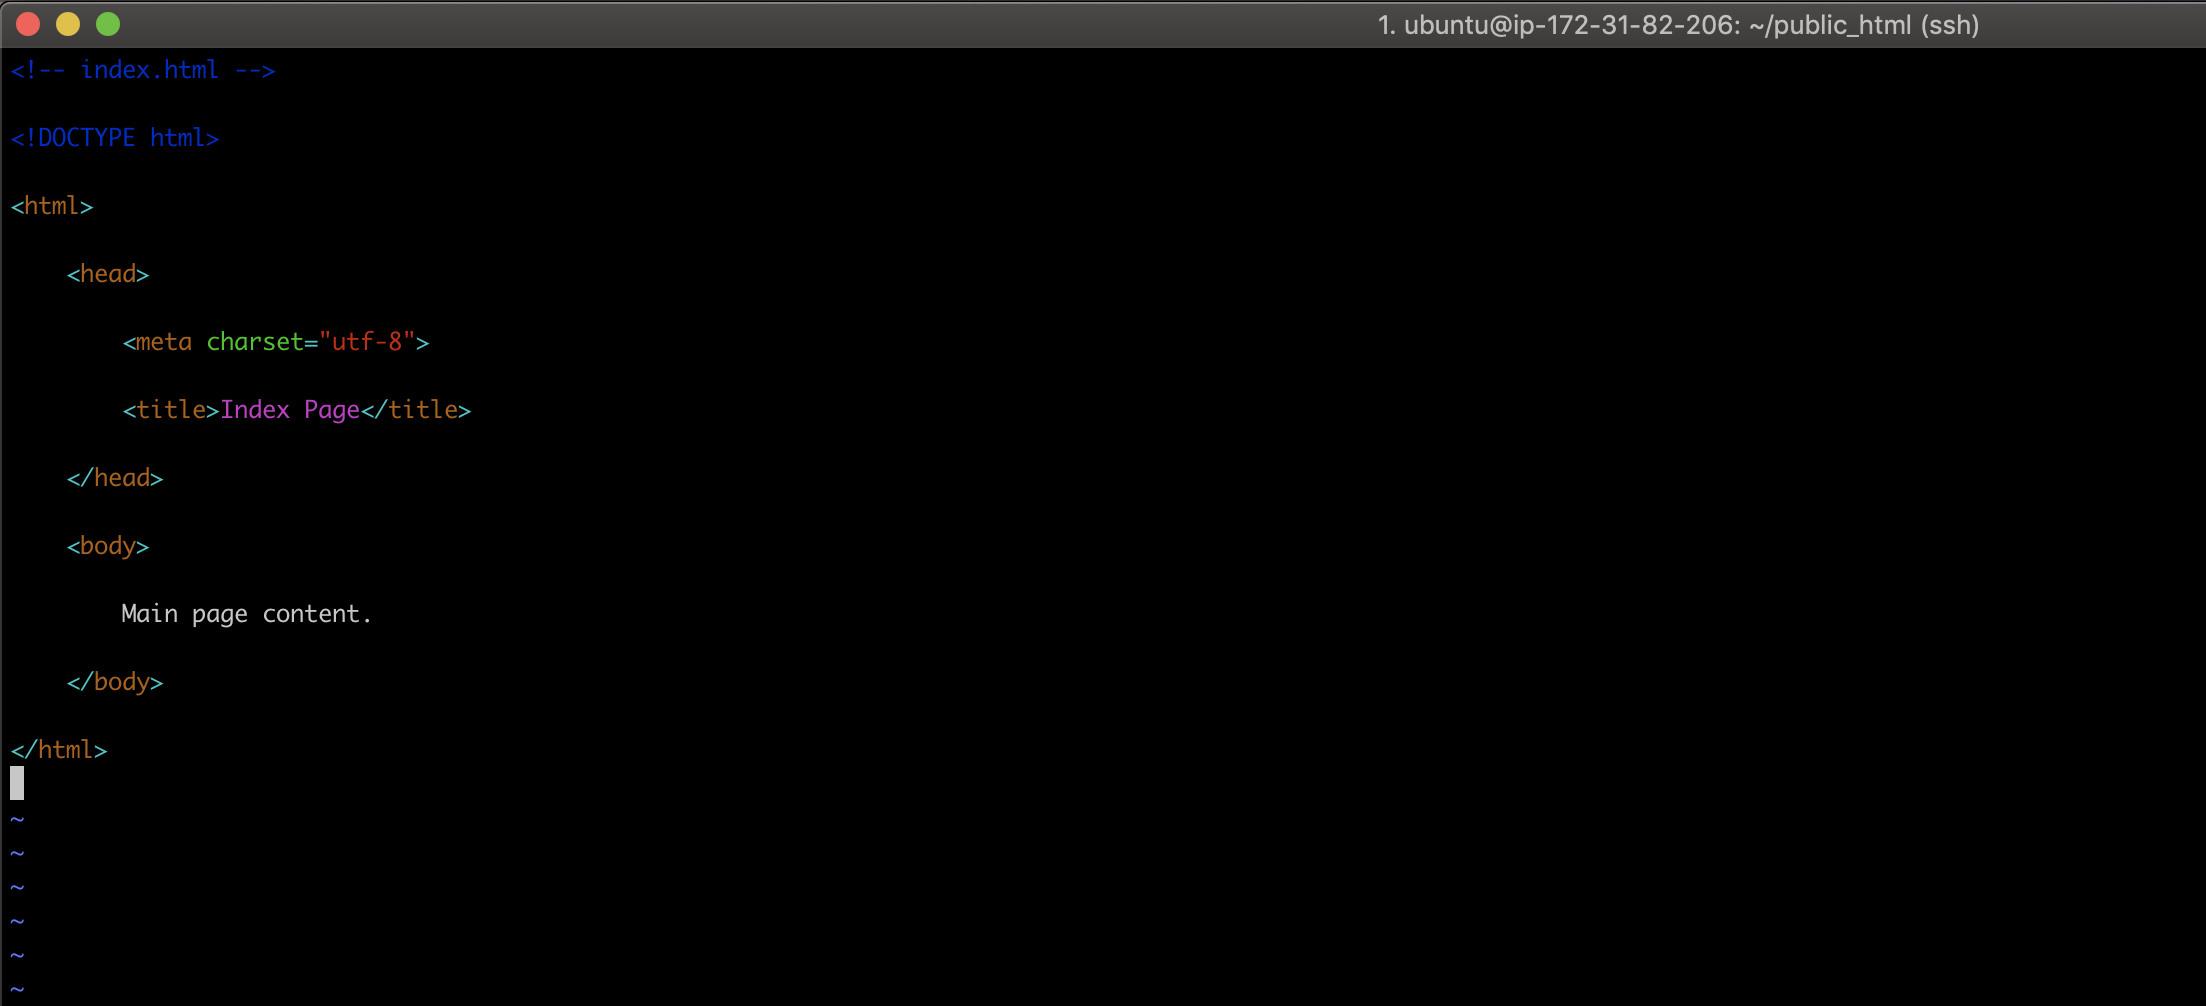 1. ubuntu@ip-172-31-82-206: ~/public_html (ssh)
<!-- index.html -->
<!DOCTYPE html>
<html>
    <head>
        <meta charset="utf-8">
        <title>Index Page</title>
    </head>
    <body>
        Main page content.
    </body>
</html>
~
~
~
~
~
~